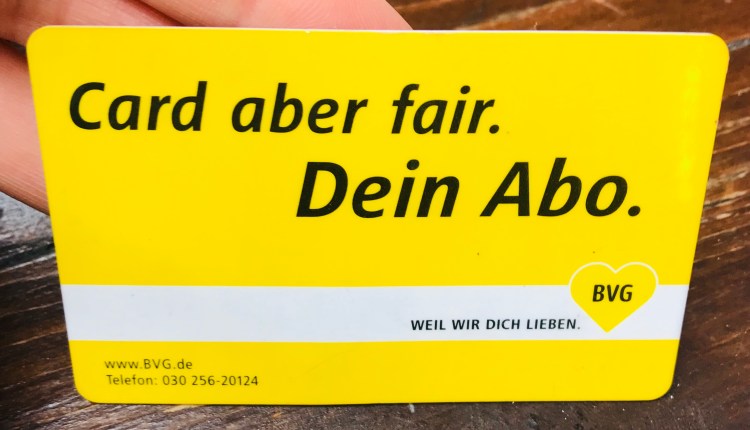 Card aber fair.
Dein Abo.
BVG
WEIL WIR DICH LIEBEN.
www.BVG.de
Telefon: 030 256-20124